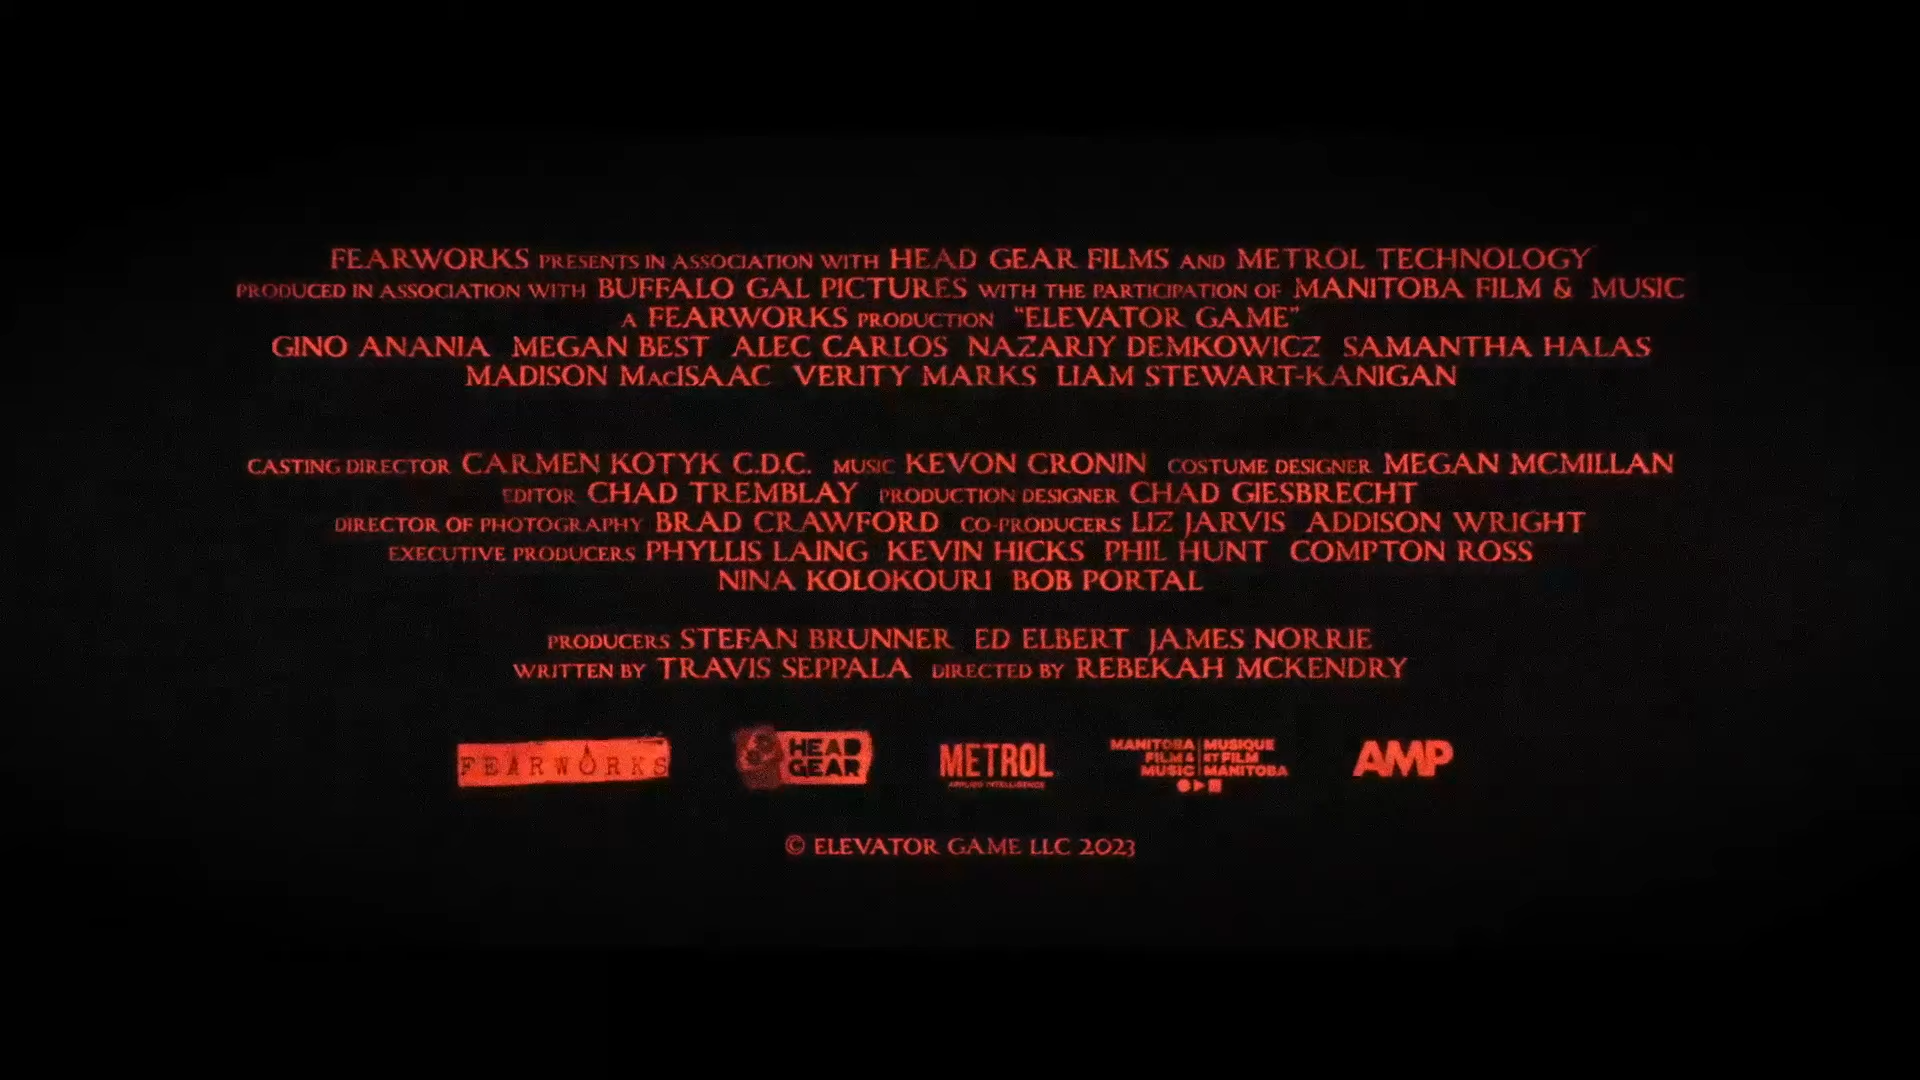 FEARWORKS PRESENTS IN ASSOCIATION WITH HEAD GEAR FILMS AND METROL TECHNOLOGY
PRODUCED IN ASSOCIATION WITH BUFFALO GAL PICTURES WITH THE PARTICIPATION OF MANITOBA FILM & MUSIC
A FEARWORKS PRODUCTION "ELEVATOR GAME"
GINO ANANIA MEGAN BEST ALEC CARLOS NAZARIY DEMKOWICZ SAMANTHA HALAS
MADISON MacISAAC VERITY MARKS LIAM STEWART-KANIGAN
CASTING DIRECTOR CARMEN KOTYK C.D.C. MUSIC KEVON CRONIN COSTUME DESIGNER MEGAN MCMILLAN
EDITOR CHAD TREMBLAY PRODUCTION DESIGNER CHAD GIESBRECHT
DIRECTOR OF PHOTOGRAPHY BRAD CRAWFORD CO-PRODUCERS LIZ JARVIS ADDISON WRIGHT
EXECUTIVE PRODUCERS PHYLLIS LAING KEVIN HICKS PHIL HUNT COMPTON ROSS
NINA KOLOKOURI BOB PORTAL
PRODUCERS STEFAN BRUNNER ED ELBERT JAMES NORRIE
WRITTEN BY TRAVIS SEPPALA DIRECTED BY REBEKAH MCKENDRY
FEARWORKS
HEAD
GEAR
METROL
APPLIED INTELLIGENCE
MANITOBA
FILM &
MUSIC
MUSIQUE
ET FILM
MANITOBA
AMP
© ELEVATOR GAME LLC 2023